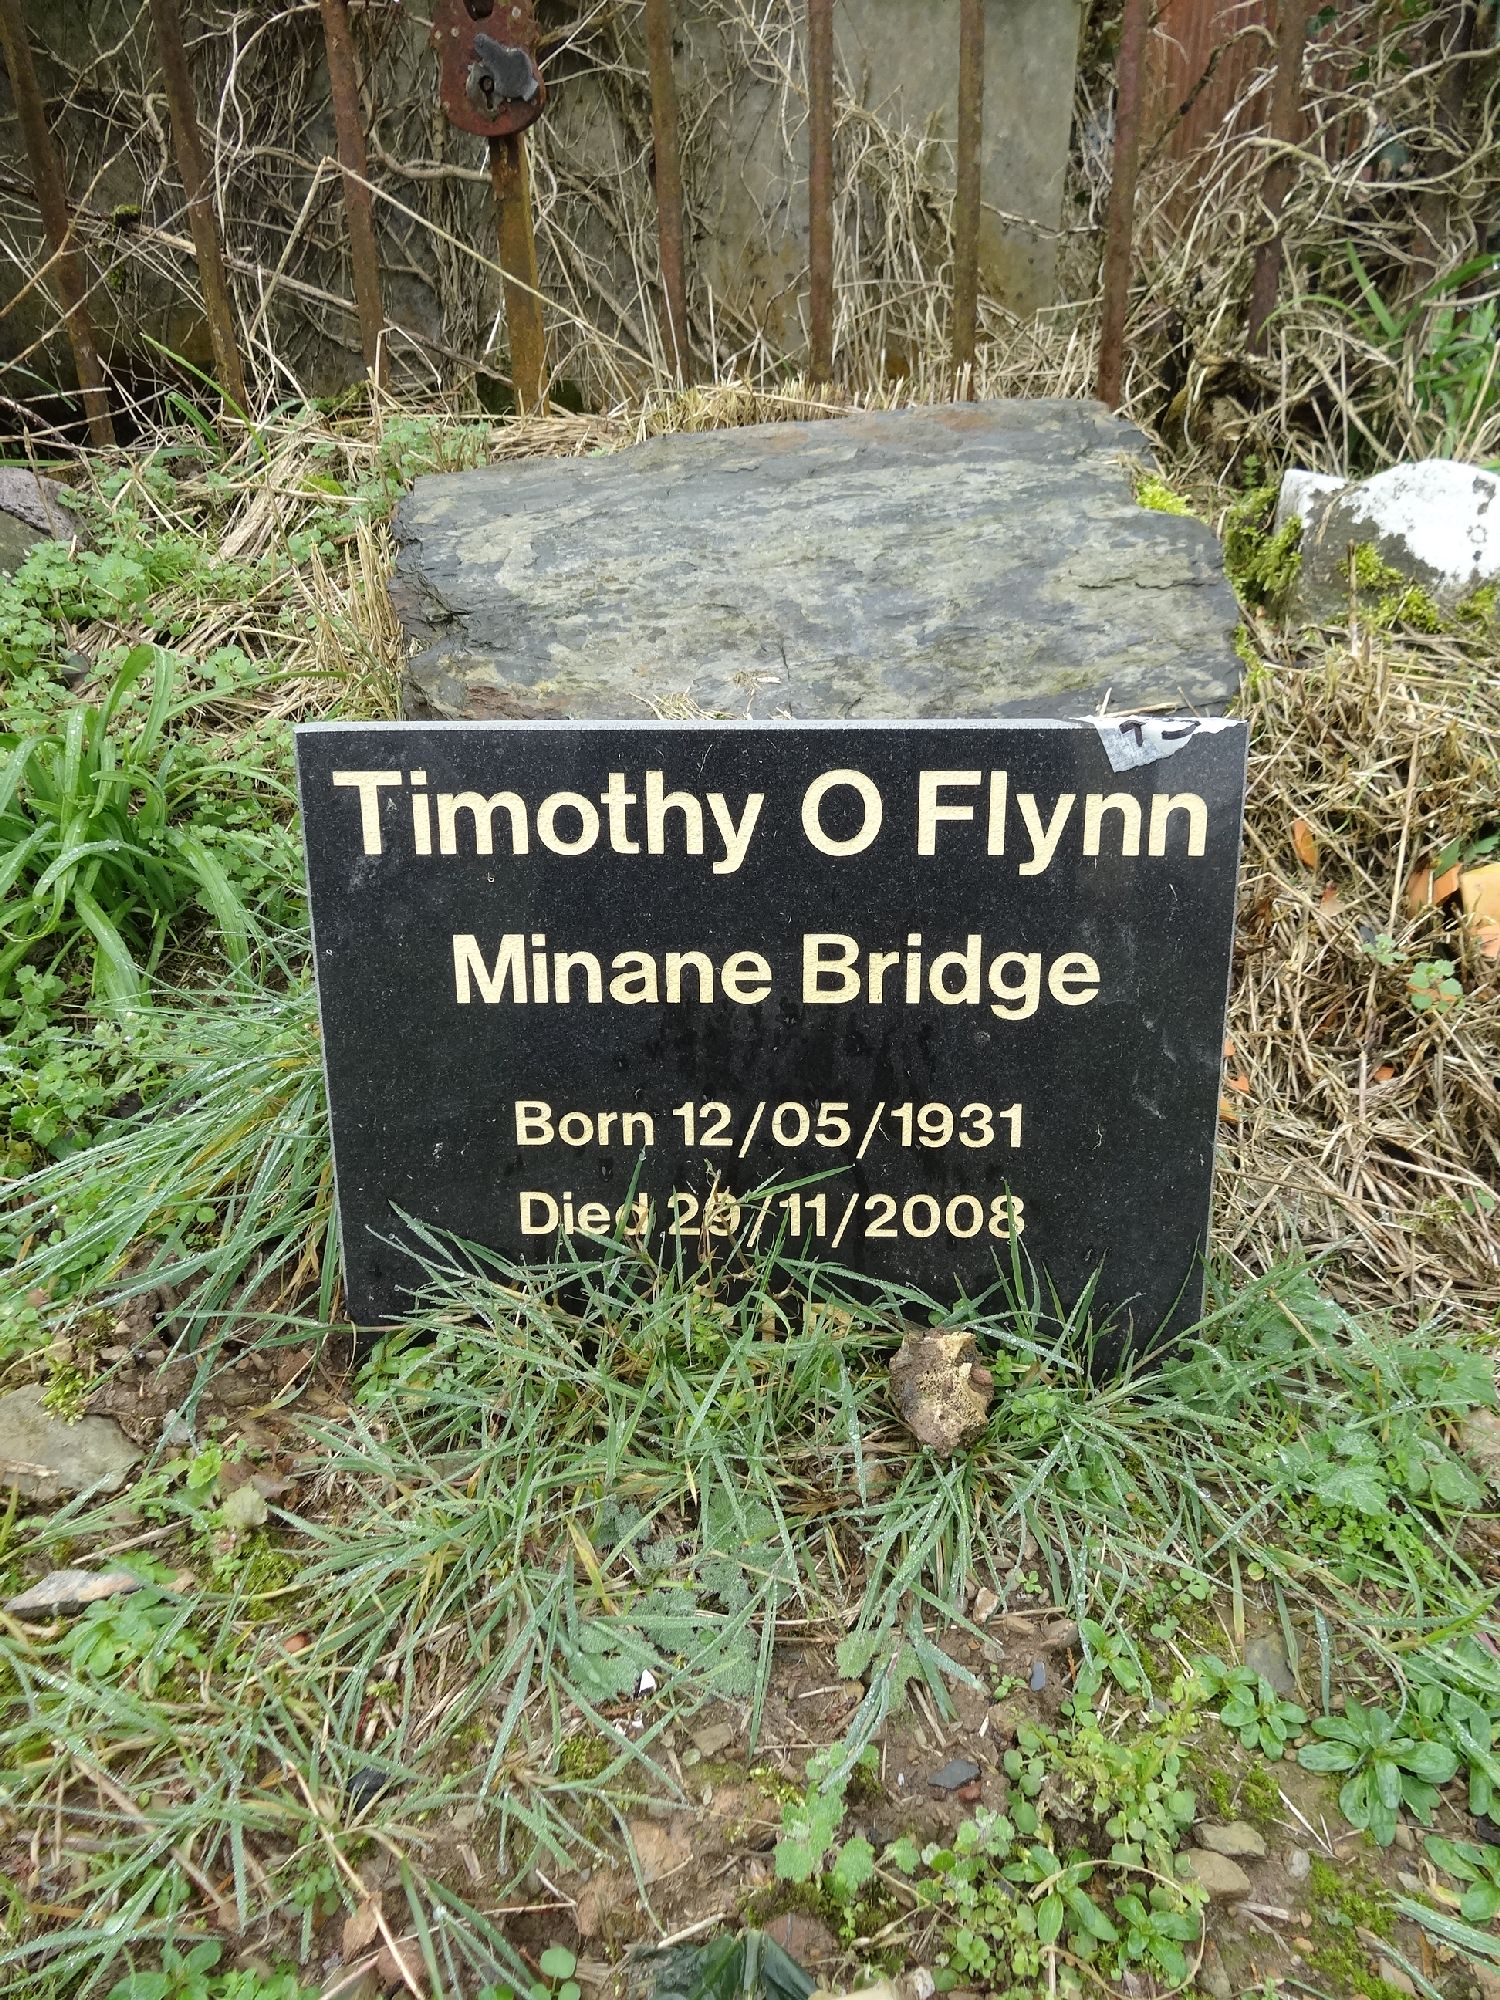 Timothy O Flynn
Minane Bridge
Born 12/05/1931
Died 29/11/2008